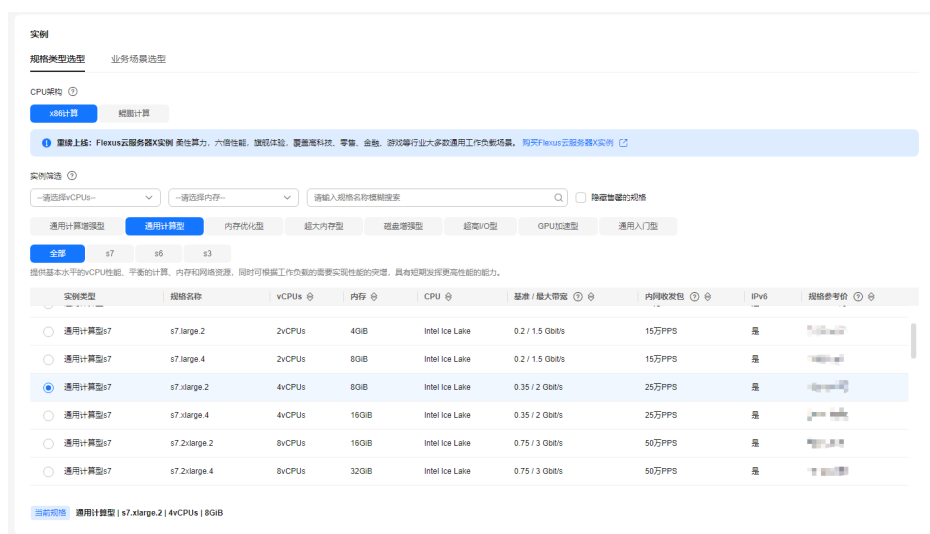 实例
规格类型选型 业务场景选型
CPU架构
x86计算 鲲鹏计算
重磅上线：Flexus云服务器X实例 柔性算力，六倍性能，旗舰体验，覆盖高科技、零售、金融、游戏等行业大多数通用工作负载场景。 购买Flexus云服务器X实例
实例筛选
--请选择vCPUs-- --请选择内存-- 请输入规格名称模糊搜索 隐藏售罄的规格
通用计算增强型 通用计算型 内存优化型 超大内存型 磁盘增强型 超高I/O型 GPU加速型 通用入门型
全部 s7 s6 s3
提供基本水平的vCPU性能、平衡的计算、内存和网络资源，同时可根据工作负载的需要实现性能的突增，具有短期发挥更高性能的能力。
实例类型 规格名称 vCPUs 内存 CPU 基准 / 最大带宽 内网收发包 IPv6 规格参考价
通用计算型s7 s7.large.2 2vCPUs 4GiB Intel Ice Lake 0.2 / 1.5 Gbit/s 15万PPS 是
通用计算型s7 s7.large.4 2vCPUs 8GiB Intel Ice Lake 0.2 / 1.5 Gbit/s 15万PPS 是
通用计算型s7 s7.xlarge.2 4vCPUs 8GiB Intel Ice Lake 0.35 / 2 Gbit/s 25万PPS 是
通用计算型s7 s7.xlarge.4 4vCPUs 16GiB Intel Ice Lake 0.35 / 2 Gbit/s 25万PPS 是
通用计算型s7 s7.2xlarge.2 8vCPUs 16GiB Intel Ice Lake 0.75 / 3 Gbit/s 50万PPS 是
通用计算型s7 s7.2xlarge.4 8vCPUs 32GiB Intel Ice Lake 0.75 / 3 Gbit/s 50万PPS 是
当前规格 通用计算型 | s7.xlarge.2 | 4vCPUs | 8GiB